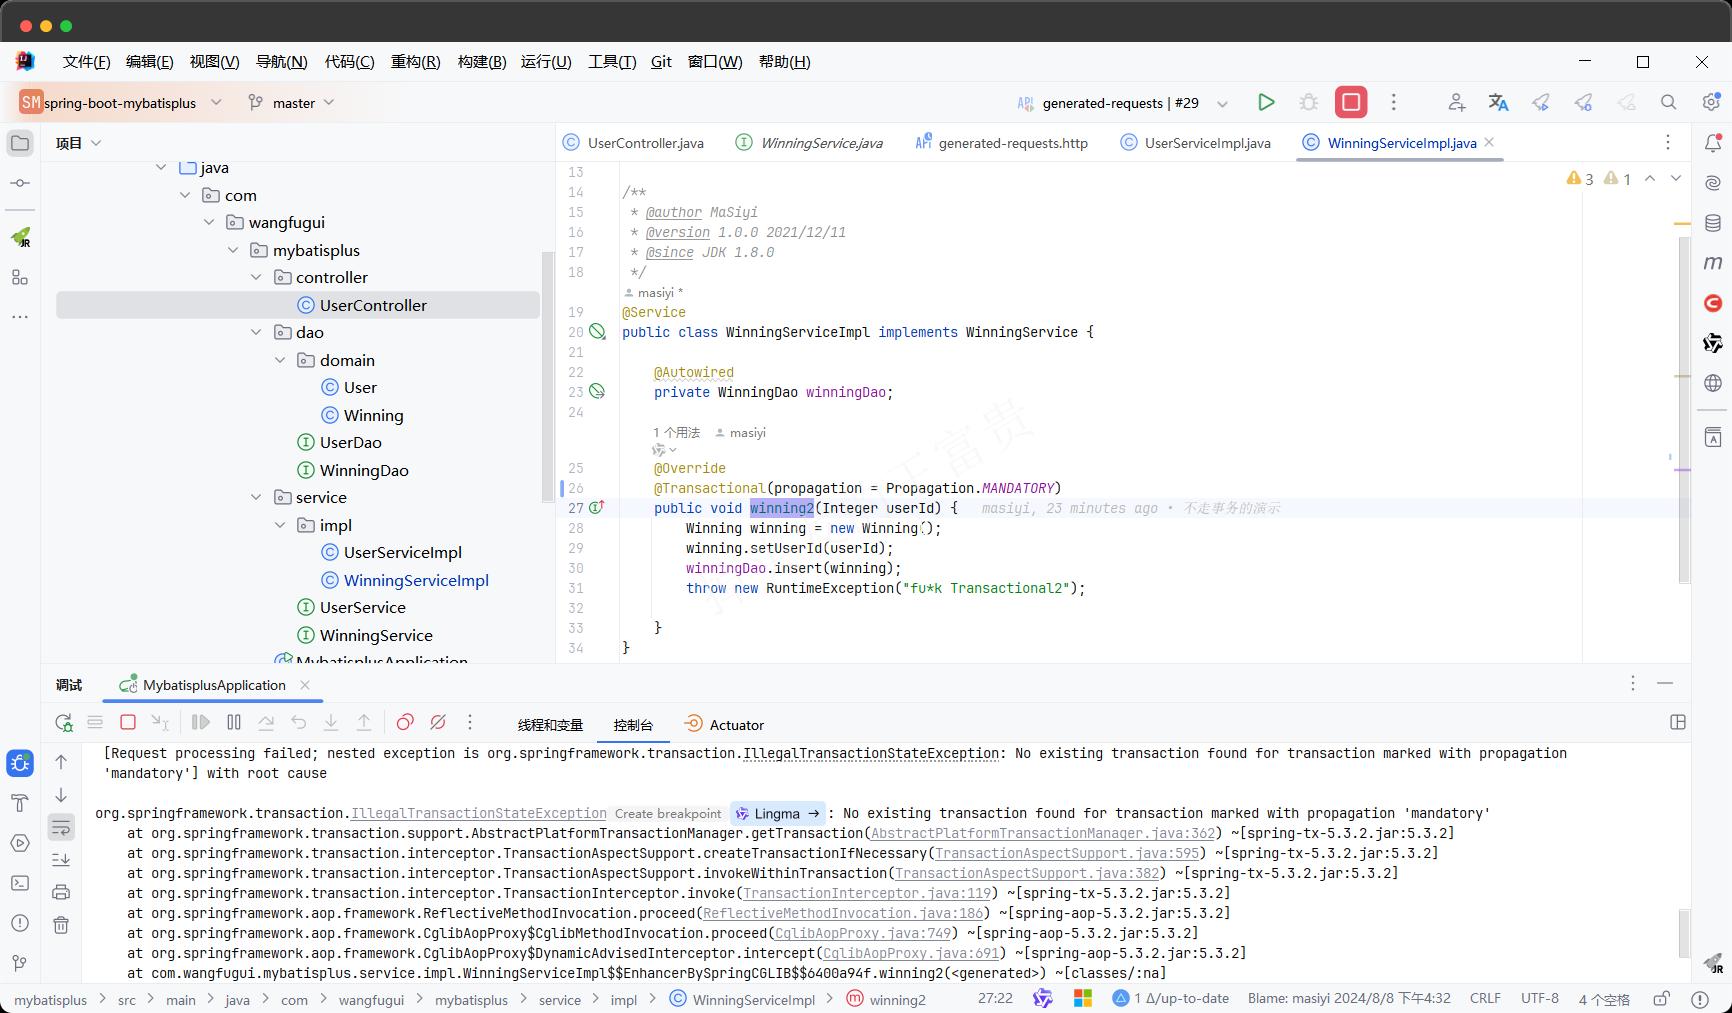 文件(F) 编辑(E) 视图(V) 导航(N) 代码(C) 重构(R) 构建(B) 运行(U) 工具(T) Git 窗口(W) 帮助(H)
SM spring-boot-mybatisplus master API generated-requests | #29
项目
UserController.java WinningService.java API generated-requests.http UserServiceImpl.java WinningServiceImpl.java
3 1
java
com
wangfugui
mybatisplus
controller
UserController
dao
domain
User
Winning
UserDao
WinningDao
service
impl
UserServiceImpl
WinningServiceImpl
UserService
WinningService
MybatisplusApplication
13
14 /**
15 * @author MaSiyi
16 * @version 1.0.0 2021/12/11
17 * @since JDK 1.8.0
18 */
masiyi *
19 @Service
20 public class WinningServiceImpl implements WinningService {
21
22 @Autowired
23 private WinningDao winningDao;
24
1 个用法 masiyi
25 @Override
26 @Transactional(propagation = Propagation.MANDATORY)
27 public void winning2(Integer userId) { masiyi, 23 minutes ago • 不走事务的演示
28 Winning winning = new Winning();
29 winning.setUserId(userId);
30 winningDao.insert(winning);
31 throw new RuntimeException("fu*k Transactional2");
32
33 }
34 }
调试 MybatisplusApplication
线程和变量 控制台 Actuator
[Request processing failed; nested exception is org.springframework.transaction.IllegalTransactionStateException: No existing transaction found for transaction marked with propagation
'mandatory'] with root cause
org.springframework.transaction.IllegalTransactionStateException Create breakpoint Lingma → : No existing transaction found for transaction marked with propagation 'mandatory'
at org.springframework.transaction.support.AbstractPlatformTransactionManager.getTransaction(AbstractPlatformTransactionManager.java:362) ~[spring-tx-5.3.2.jar:5.3.2]
at org.springframework.transaction.interceptor.TransactionAspectSupport.createTransactionIfNecessary(TransactionAspectSupport.java:595) ~[spring-tx-5.3.2.jar:5.3.2]
at org.springframework.transaction.interceptor.TransactionAspectSupport.invokeWithinTransaction(TransactionAspectSupport.java:382) ~[spring-tx-5.3.2.jar:5.3.2]
at org.springframework.transaction.interceptor.TransactionInterceptor.invoke(TransactionInterceptor.java:119) ~[spring-tx-5.3.2.jar:5.3.2]
at org.springframework.aop.framework.ReflectiveMethodInvocation.proceed(ReflectiveMethodInvocation.java:186) ~[spring-aop-5.3.2.jar:5.3.2]
at org.springframework.aop.framework.CglibAopProxy$CglibMethodInvocation.proceed(CglibAopProxy.java:749) ~[spring-aop-5.3.2.jar:5.3.2]
at org.springframework.aop.framework.CglibAopProxy$DynamicAdvisedInterceptor.intercept(CglibAopProxy.java:691) ~[spring-aop-5.3.2.jar:5.3.2]
at com.wangfugui.mybatisplus.service.impl.WinningServiceImpl$$EnhancerBySpringCGLIB$$6400a94f.winning2(<generated>) ~[classes/:na]
mybatisplus > src > main > java > com > wangfugui > mybatisplus > service > impl > WinningServiceImpl > winning2 27:22 1 Δ/up-to-date Blame: masiyi 2024/8/8 下午4:32 CRLF UTF-8 4 个空格